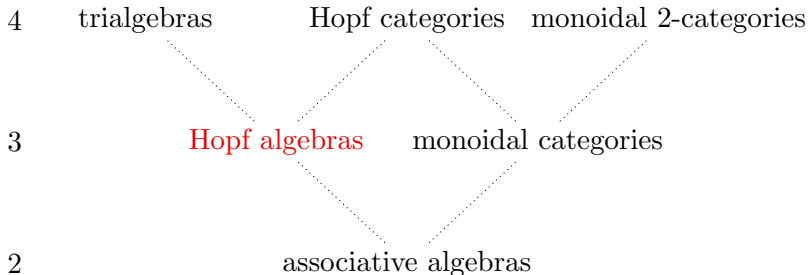 4 trialgebras Hopf categories monoidal 2-categories
3 Hopf algebras monoidal categories
2 associative algebras